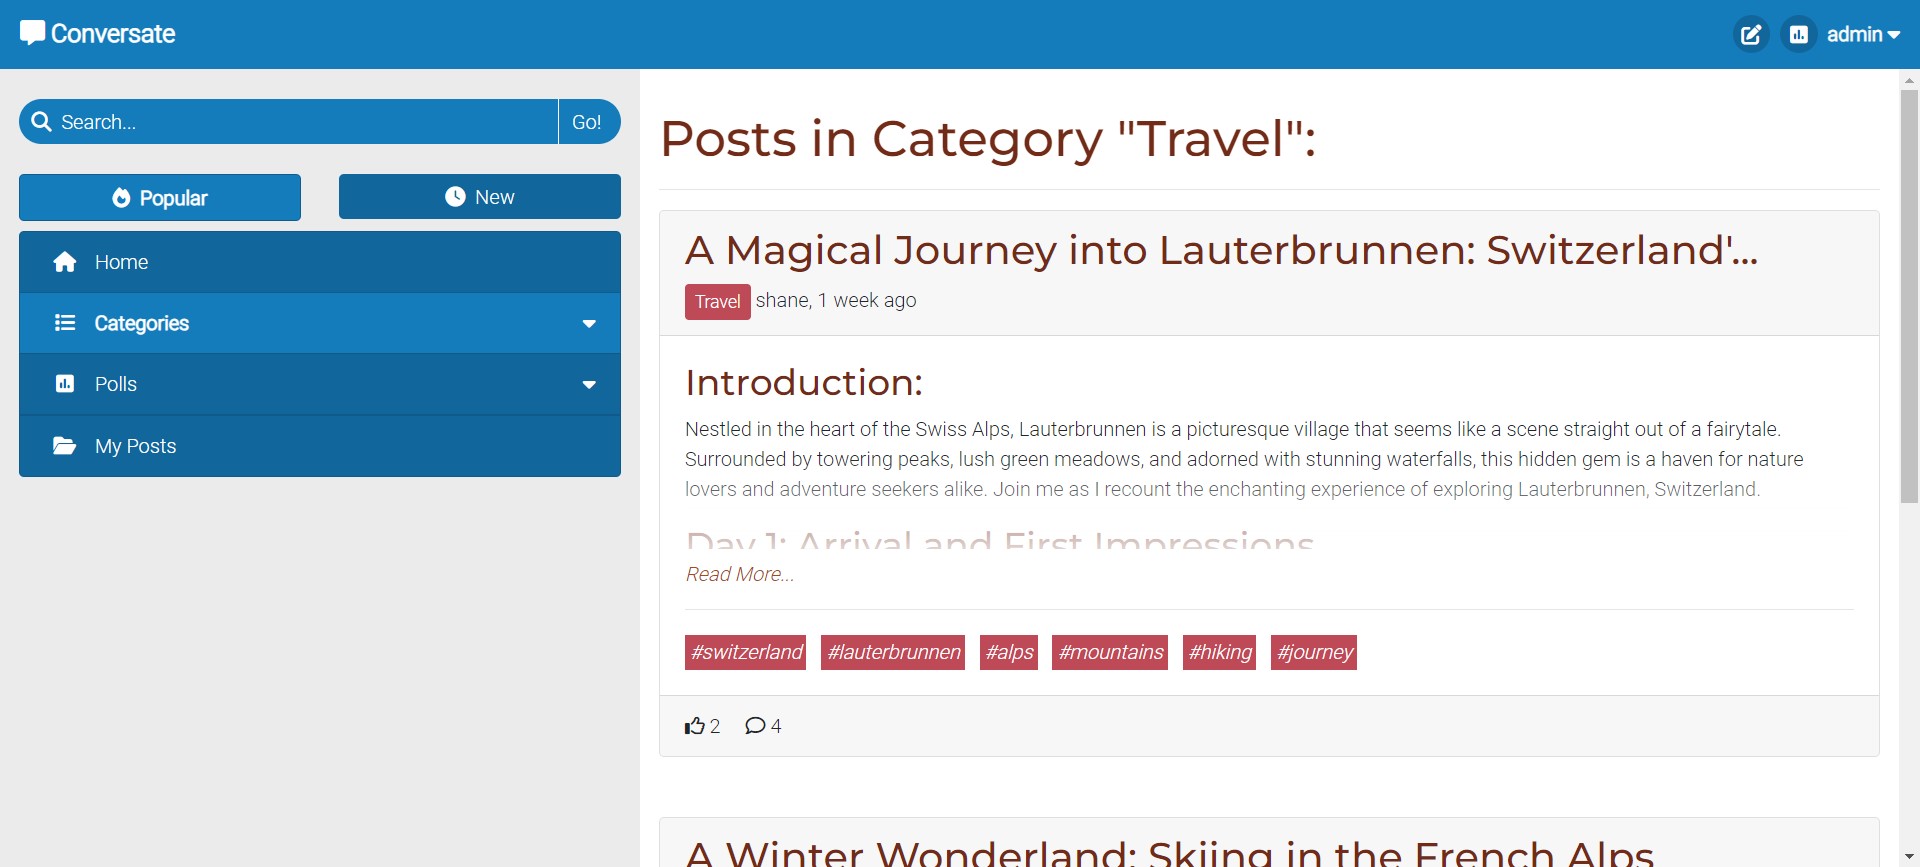 Conversate
admin
Search...
Go!
Popular
New
Home
Categories
Polls
My Posts
Posts in Category "Travel":
A Magical Journey into Lauterbrunnen: Switzerland'...
Travel shane, 1 week ago
Introduction:
Nestled in the heart of the Swiss Alps, Lauterbrunnen is a picturesque village that seems like a scene straight out of a fairytale.
Surrounded by towering peaks, lush green meadows, and adorned with stunning waterfalls, this hidden gem is a haven for nature
lovers and adventure seekers alike. Join me as I recount the enchanting experience of exploring Lauterbrunnen, Switzerland.
Day 1: Arrival and First Impressions
Read More...
#switzerland #lauterbrunnen #alps #mountains #hiking #journey
2 4
A Winter Wonderland: Skiing in the French Alps